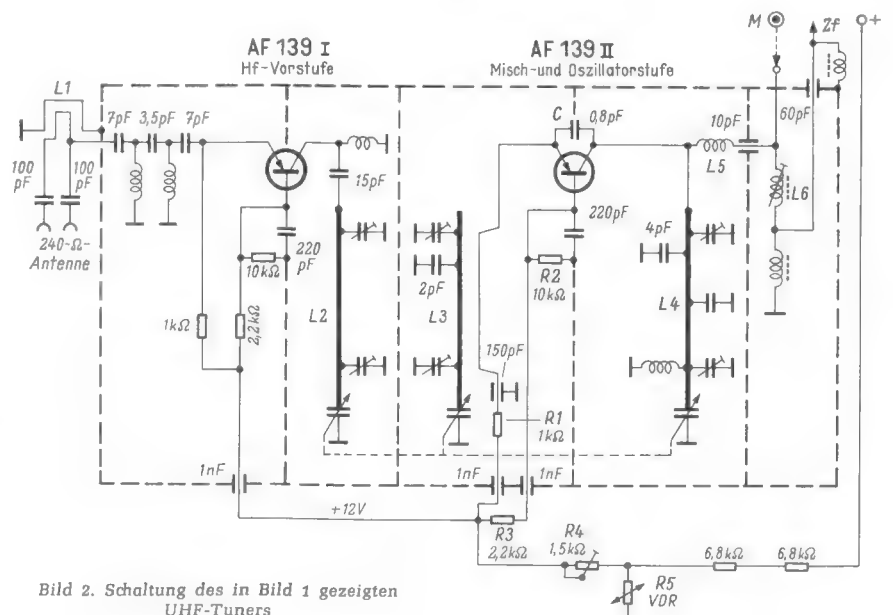 M
Zf
+
AF 139 I
Hf-Vorstufe
AF 139 II
Misch- und Oszillatorstufe
L1
7pF
3,5pF
7pF
C
0,8pF
10pF
60pF
100 pF
100 pF
15pF
L5
L6
240-Ω-
Antenne
220 pF
10kΩ
220pF
4pF
R2
10kΩ
2pF
1kΩ
2,2kΩ
L2
L3
L4
150pF
R1
1kΩ
1nF
1nF
1nF
+12V
R3
2,2kΩ
R4
1,5kΩ
6,8kΩ
6,8kΩ
R5
VDR
Bild 2. Schaltung des in Bild 1 gezeigten
UHF-Tuners